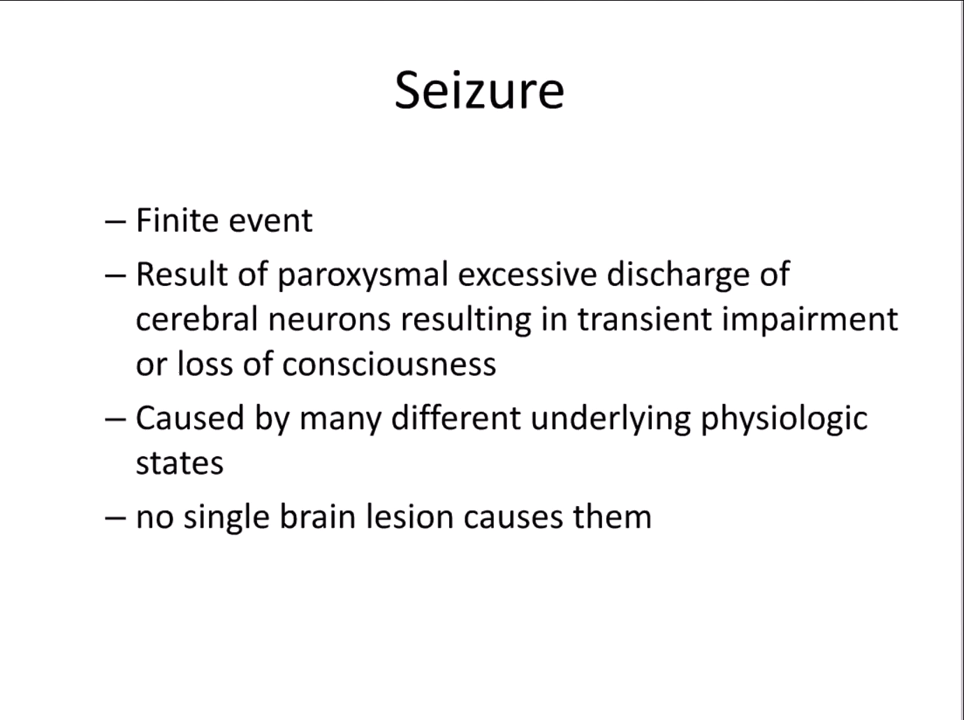 Seizure
– Finite event
– Result of paroxysmal excessive discharge of
cerebral neurons resulting in transient impairment
or loss of consciousness
– Caused by many different underlying physiologic
states
– no single brain lesion causes them